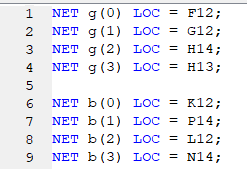 1 NET g(0) LOC = F12;
2 NET g(1) LOC = G12;
3 NET g(2) LOC = H14;
4 NET g(3) LOC = H13;
5
6 NET b(0) LOC = K12;
7 NET b(1) LOC = P14;
8 NET b(2) LOC = L12;
9 NET b(3) LOC = N14;